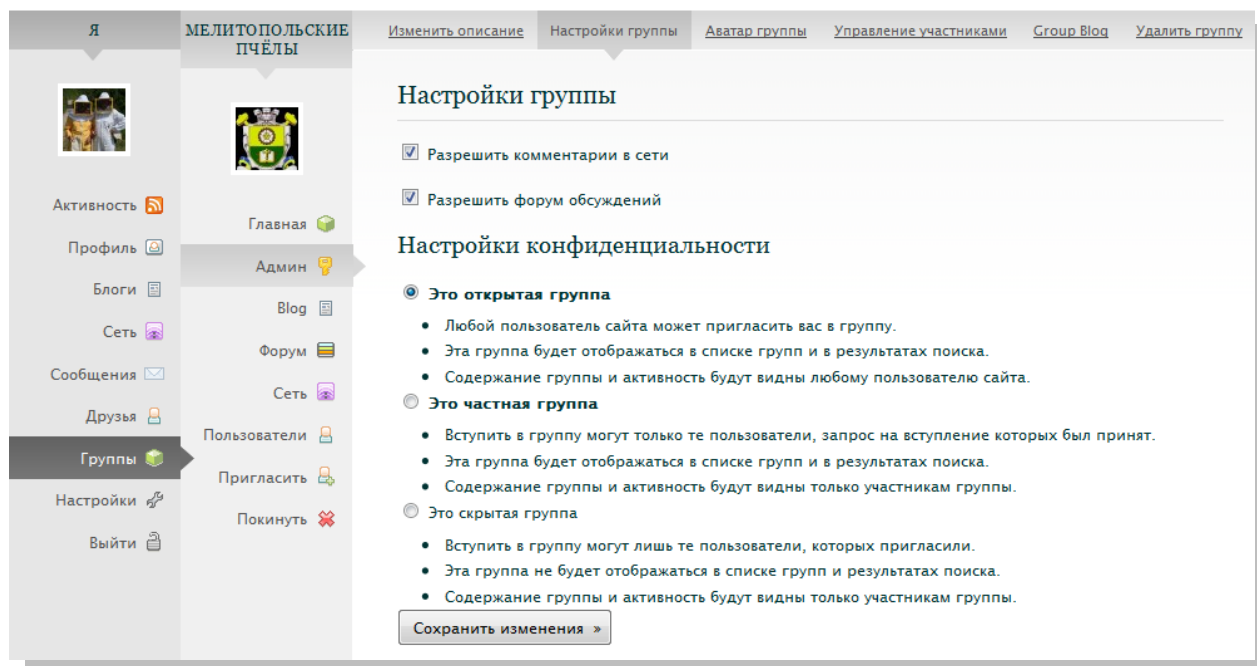 Я
Активность
Профиль
Блоги
Сеть
Сообщения
Друзья
Группы
Настройки
Выйти
МЕЛИТОПОЛЬСКИЕ
ПЧЁЛЫ
Главная
Админ
Blog
Форум
Сеть
Пользователи
Пригласить
Покинуть
Изменить описание Настройки группы Аватар группы Управление участниками Group Blog Удалить группу
Настройки группы
Разрешить комментарии в сети
Разрешить форум обсуждений
Настройки конфиденциальности
Это открытая группа
• Любой пользователь сайта может пригласить вас в группу.
• Эта группа будет отображаться в списке групп и в результатах поиска.
• Содержание группы и активность будут видны любому пользователю сайта.
Это частная группа
• Вступить в группу могут только те пользователи, запрос на вступление которых был принят.
• Эта группа будет отображаться в списке групп и в результатах поиска.
• Содержание группы и активность будут видны только участникам группы.
Это скрытая группа
• Вступить в группу могут лишь те пользователи, которых пригласили.
• Эта группа не будет отображаться в списке групп и результатах поиска.
• Содержание группы и активность будут видны только участникам группы.
Сохранить изменения »